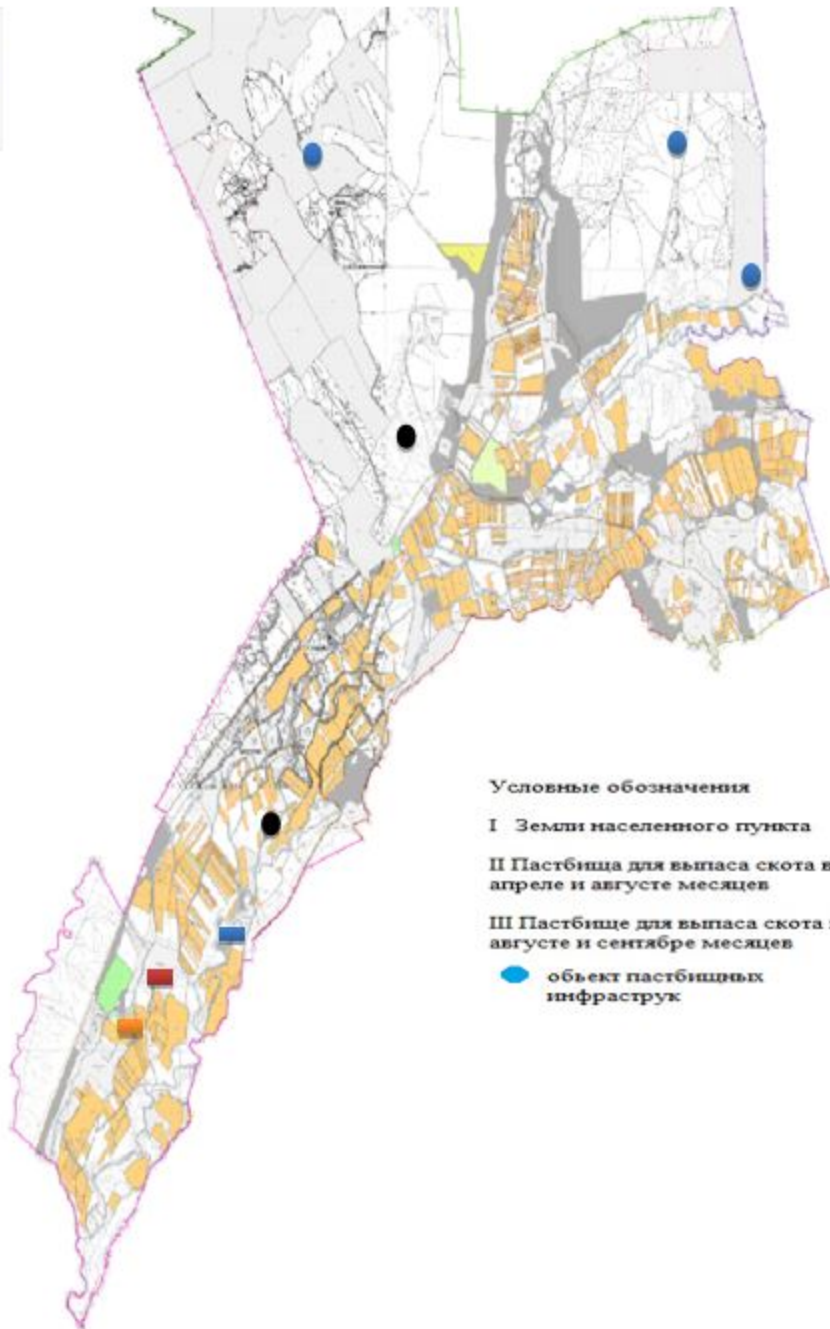 Условные обозначения
I Земли населенного пункта
II Пастбища для выпаса скота в
апреле и августе месяцев
III Пастбище для выпаса скота
августе и сентябре месяцев
обьект пастбищных
инфраструк